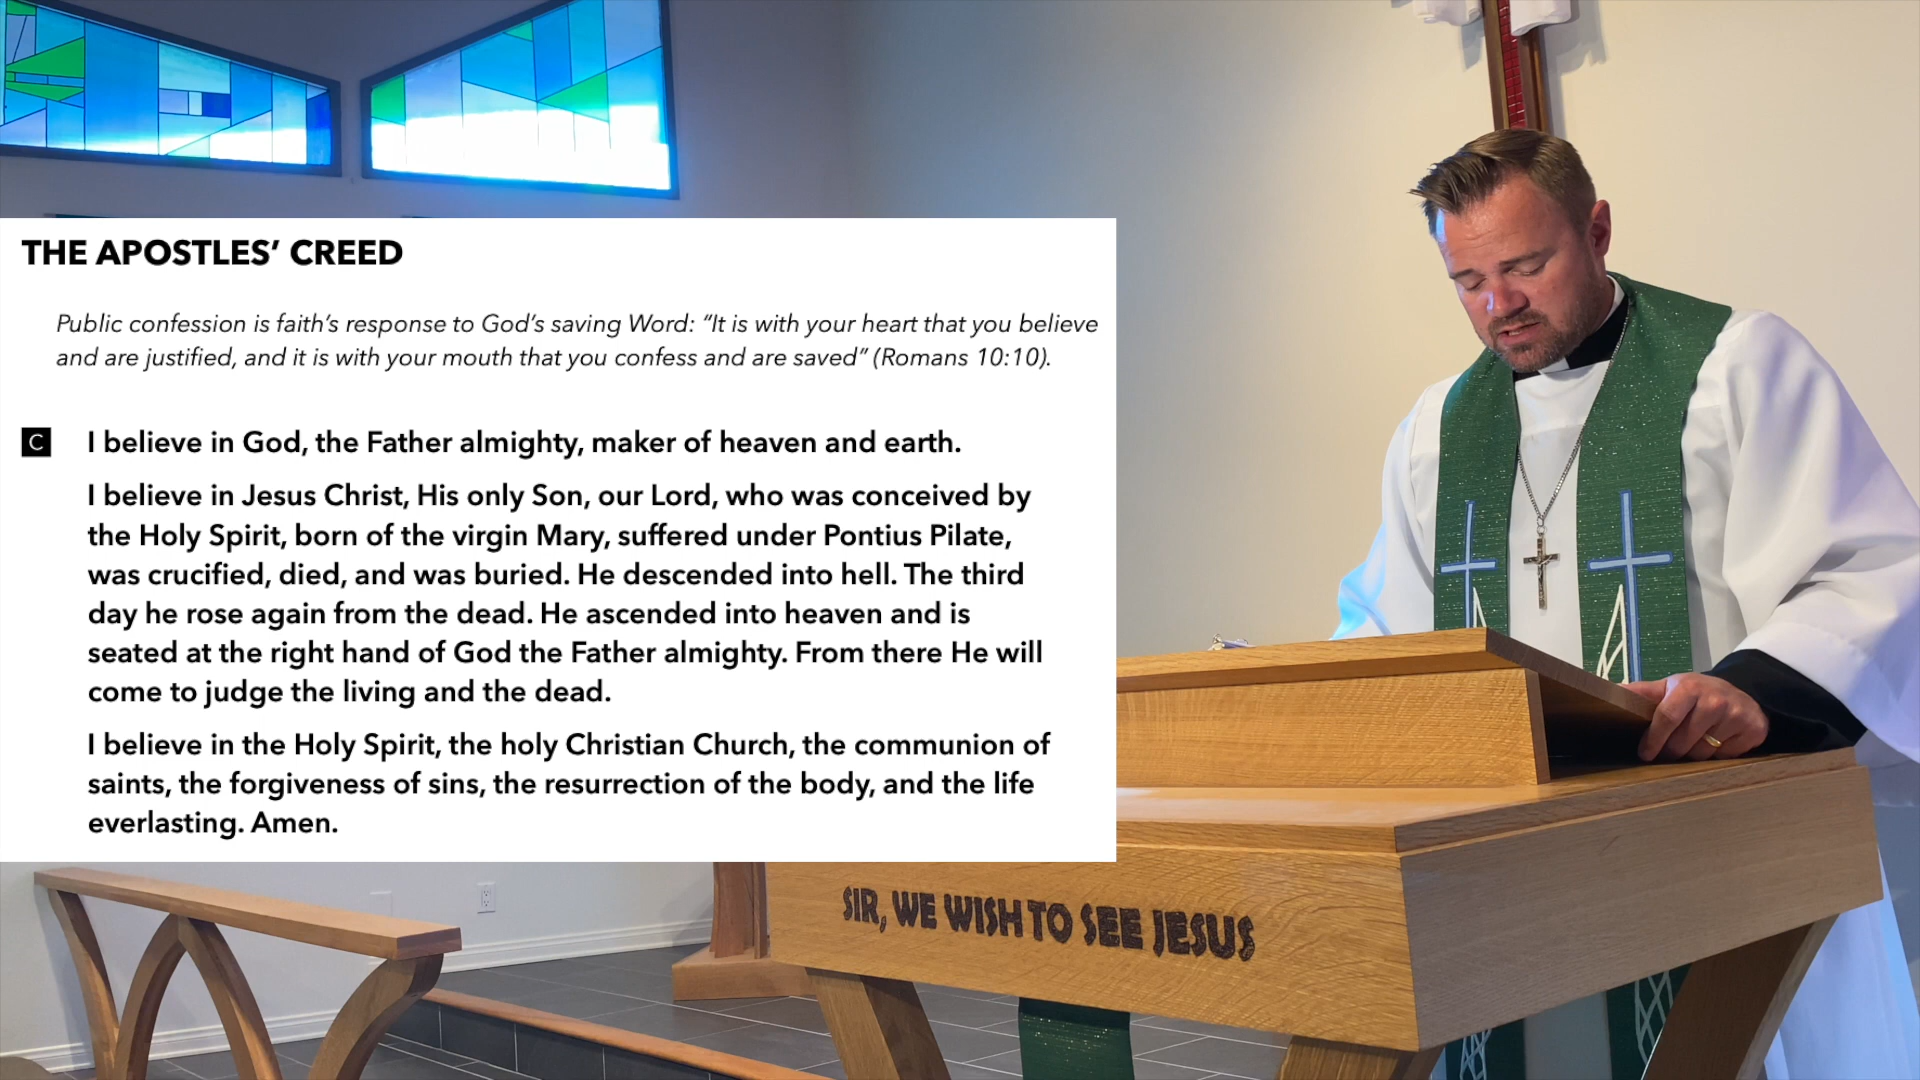 THE APOSTLES’ CREED
Public confession is faith’s response to God’s saving Word: “It is with your heart that you believe
and are justified, and it is with your mouth that you confess and are saved” (Romans 10:10).
C I believe in God, the Father almighty, maker of heaven and earth.
I believe in Jesus Christ, His only Son, our Lord, who was conceived by
the Holy Spirit, born of the virgin Mary, suffered under Pontius Pilate,
was crucified, died, and was buried. He descended into hell. The third
day he rose again from the dead. He ascended into heaven and is
seated at the right hand of God the Father almighty. From there He will
come to judge the living and the dead.
I believe in the Holy Spirit, the holy Christian Church, the communion of
saints, the forgiveness of sins, the resurrection of the body, and the life
everlasting. Amen.
SIR, WE WISH TO SEE JESUS